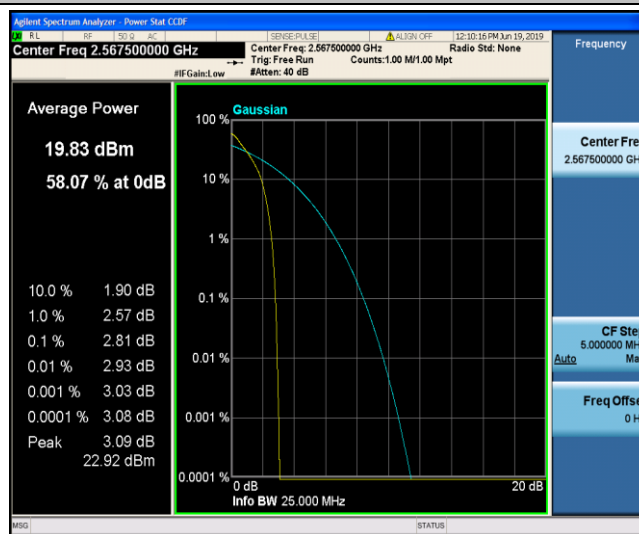 Agilent Spectrum Analyzer - Power Stat CCDF
RL RF 50 Ω AC SENSE:PULSE ALIGN OFF 12:10:16 PM Jun 19, 2019
Center Freq 2.567500000 GHz
Center Freq: 2.567500000 GHz Radio Std: None
Trig: Free Run Counts:1.00 M/1.00 Mpt
#IFGain:Low #Atten: 40 dB
Frequency
Average Power
19.83 dBm
58.07 % at 0dB
10.0 % 1.90 dB
1.0 % 2.57 dB
0.1 % 2.81 dB
0.01 % 2.93 dB
0.001 % 3.03 dB
0.0001 % 3.08 dB
Peak 3.09 dB
22.92 dBm
Gaussian
100 %
10 %
1 %
0.1 %
0.01 %
0.001 %
0.0001 %
0 dB 20 dB
Info BW 25.000 MHz
Center Fre
2.567500000 GH
CF Ste
5.000000 MH
Auto Ma
Freq Offse
0 H
MSG STATUS